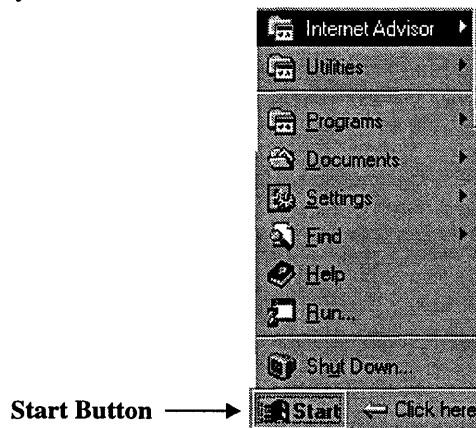 Internet Advisor
Utilities
Programs
Documents
Settings
Find
Help
Run...
Shut Down...
Start Button Start Click here